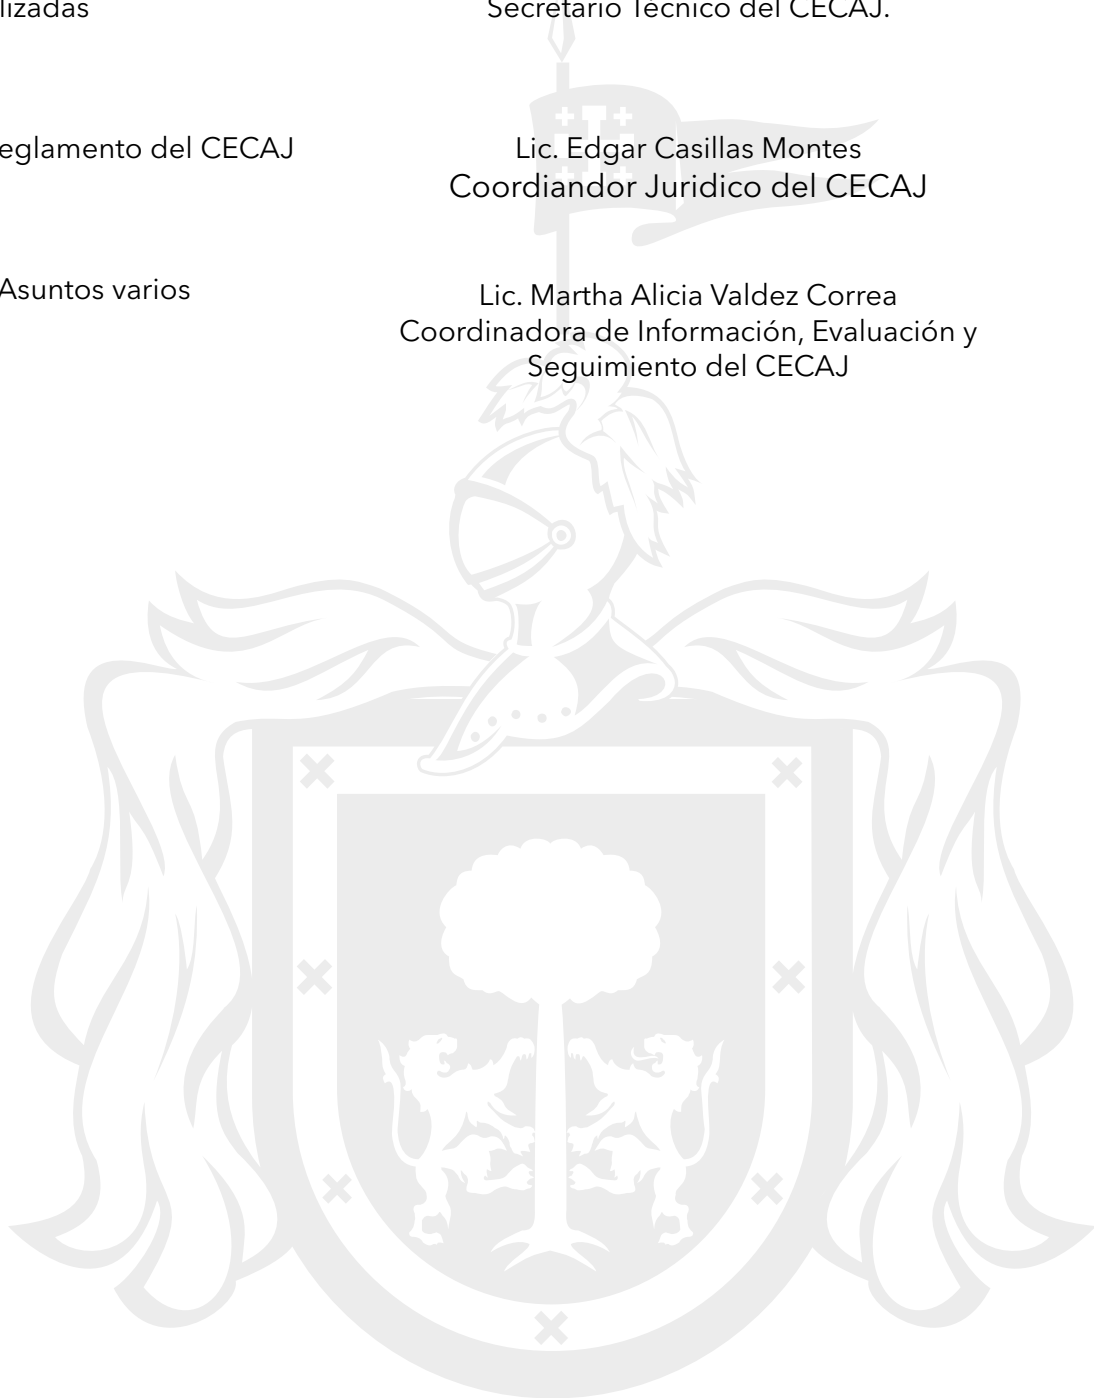 lizadas
Secretario Técnico del CECAJ.
eglamento del CECAJ
Lic. Edgar Casillas Montes
Coordiandor Juridico del CECAJ
Asuntos varios
Lic. Martha Alicia Valdez Correa
Coordinadora de Información, Evaluación y
Seguimiento del CECAJ